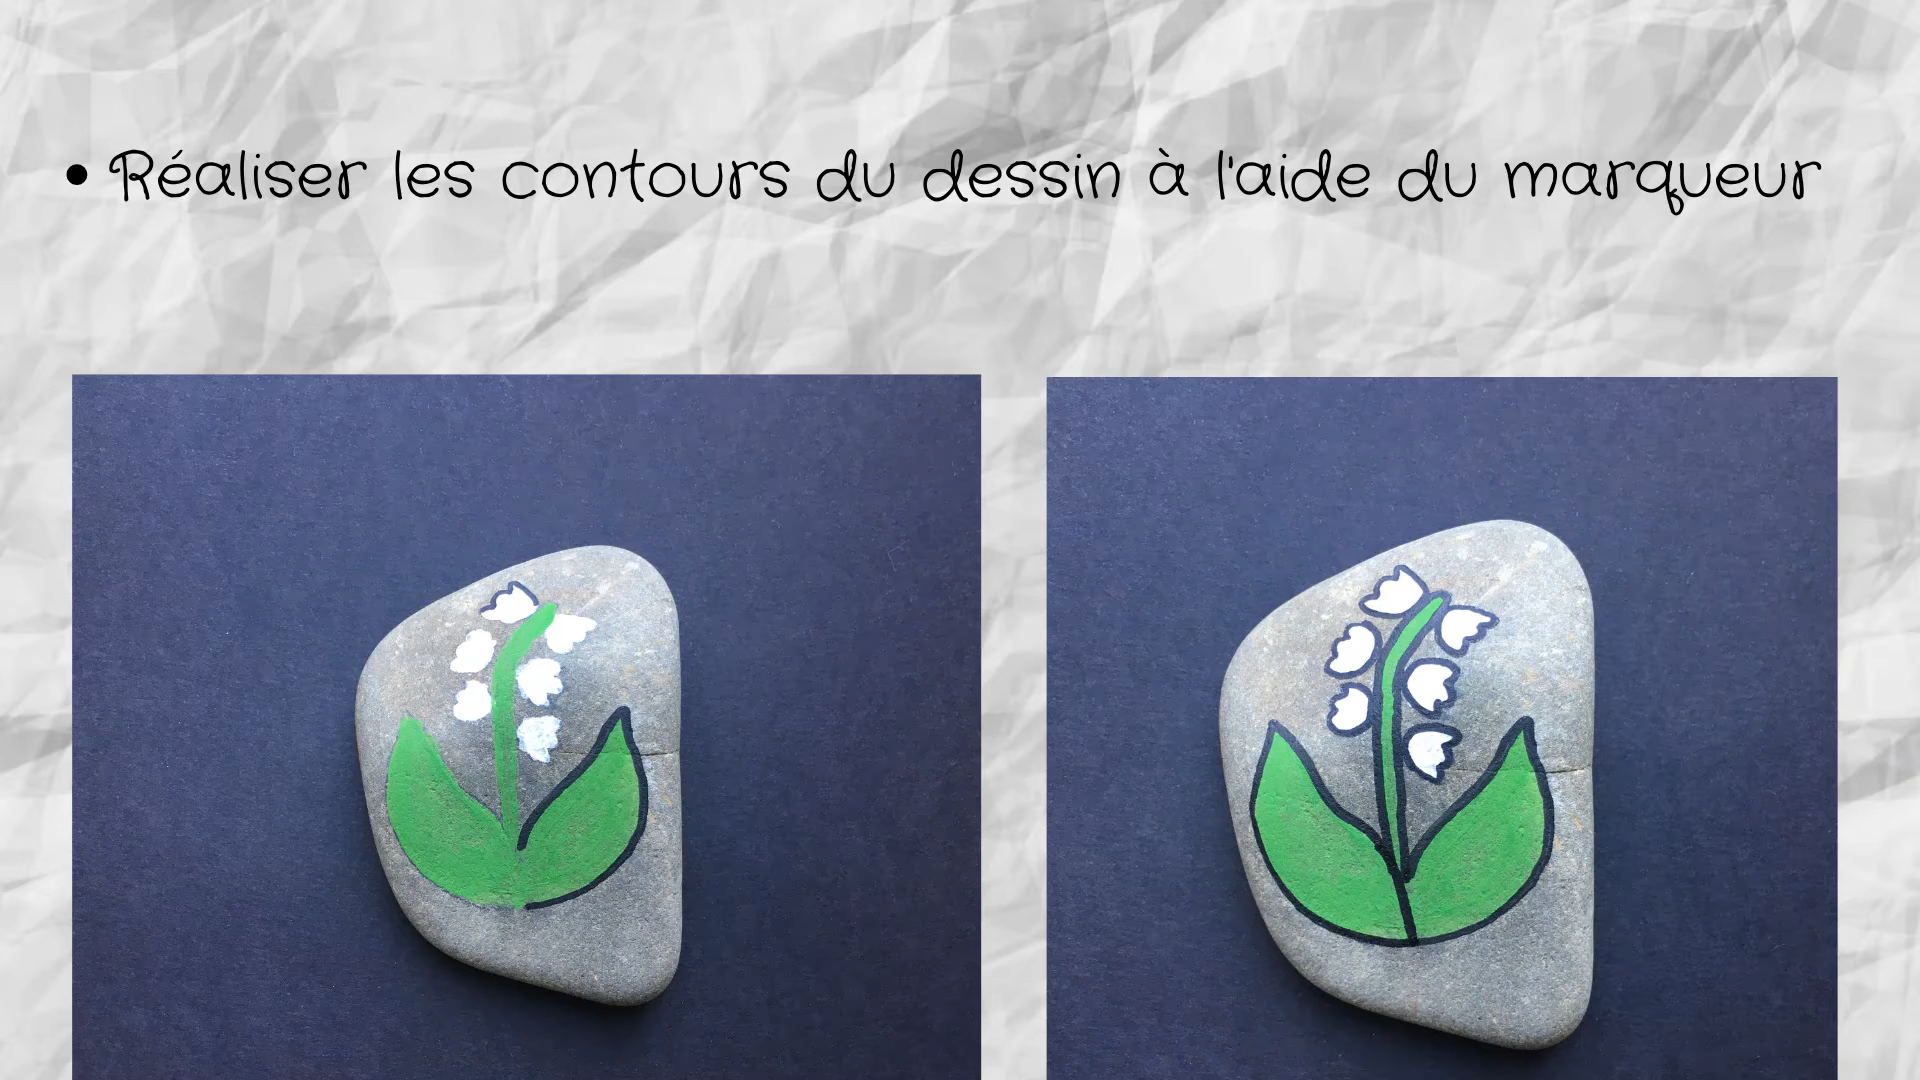 • Réaliser les contours du dessin à l'aide du marqueur